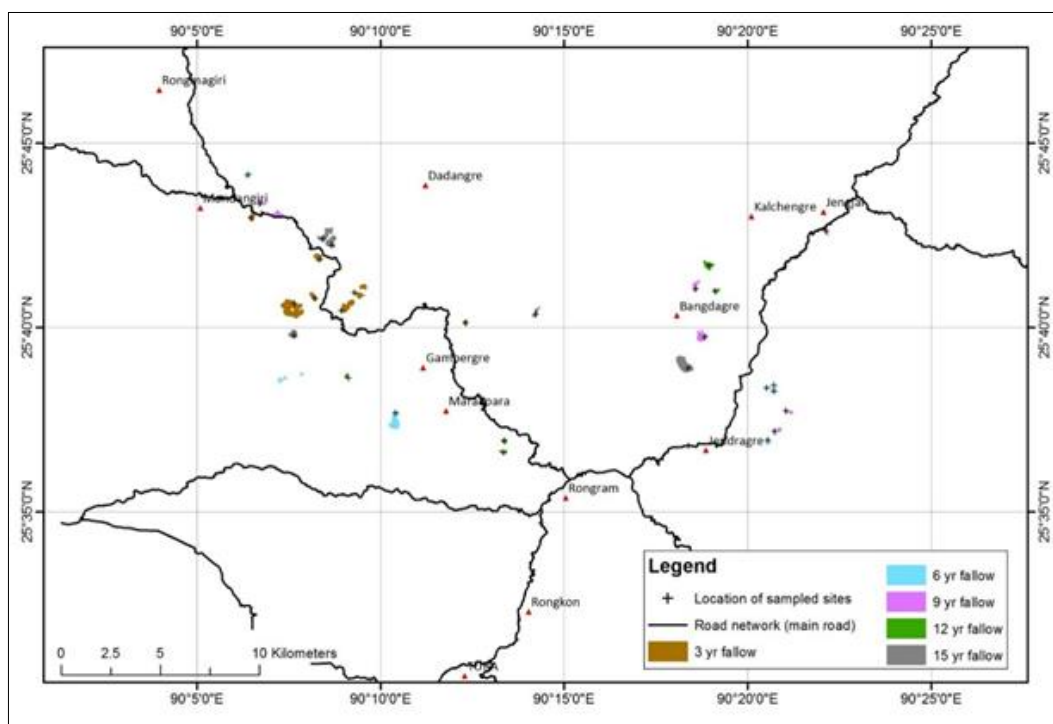 90°5'0"E 90°10'0"E 90°15'0"E 90°20'0"E 90°25'0"E
Rongmagiri
25°45'0"N 25°45'0"N
Dadangre
Kalchengre
Bangdagre
25°40'0"N 25°40'0"N
Gambergre
Jendragre
Rongram
25°35'0"N 25°35'0"N
Rongkon
Legend
Location of sampled sites
Road network (main road)
3 yr fallow
6 yr fallow
9 yr fallow
12 yr fallow
15 yr fallow
0 2.5 5 10 Kilometers
90°5'0"E 90°10'0"E 90°15'0"E 90°20'0"E 90°25'0"E